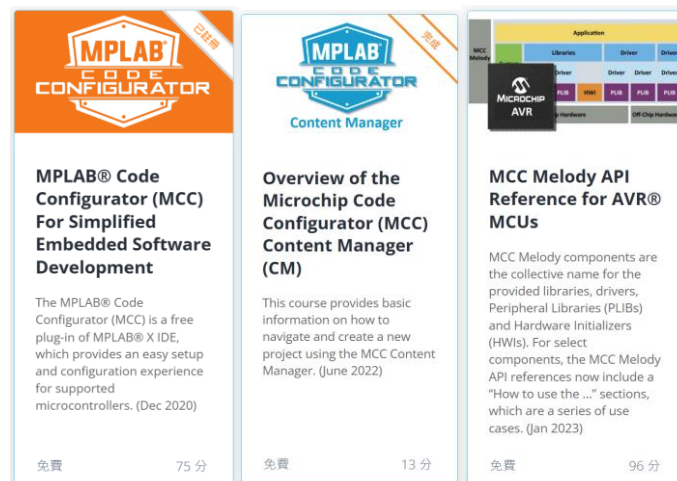 已註冊
MPLAB®
CODE
CONFIGURATOR
MPLAB® Code
Configurator (MCC)
For Simplified
Embedded Software
Development
The MPLAB® Code
Configurator (MCC) is a free
plug-in of MPLAB® X IDE,
which provides an easy setup
and configuration experience
for supported
microcontrollers. (Dec 2020)
免費 75 分
完成
MPLAB®
CODE
CONFIGURATOR
Content Manager
Overview of the
Microchip Code
Configurator (MCC)
Content Manager
(CM)
This course provides basic
information on how to
navigate and create a new
project using the MCC Content
Manager. (June 2022)
免費 13 分
Application
MCC
Melody
Libraries Driver Driver
Driver Driver Driver Driver
PLIB HWI PLIB PLIB PLIB
Hardware Off-Chip Hardware
MICROCHIP
AVR
MCC Melody API
Reference for AVR®
MCUs
MCC Melody components are
the collective name for the
provided libraries, drivers,
Peripheral Libraries (PLIBs)
and Hardware Initializers
(HWIs). For select
components, the MCC Melody
API references now include a
“How to use the ...” sections,
which are a series of use
cases. (Jan 2023)
免費 96 分